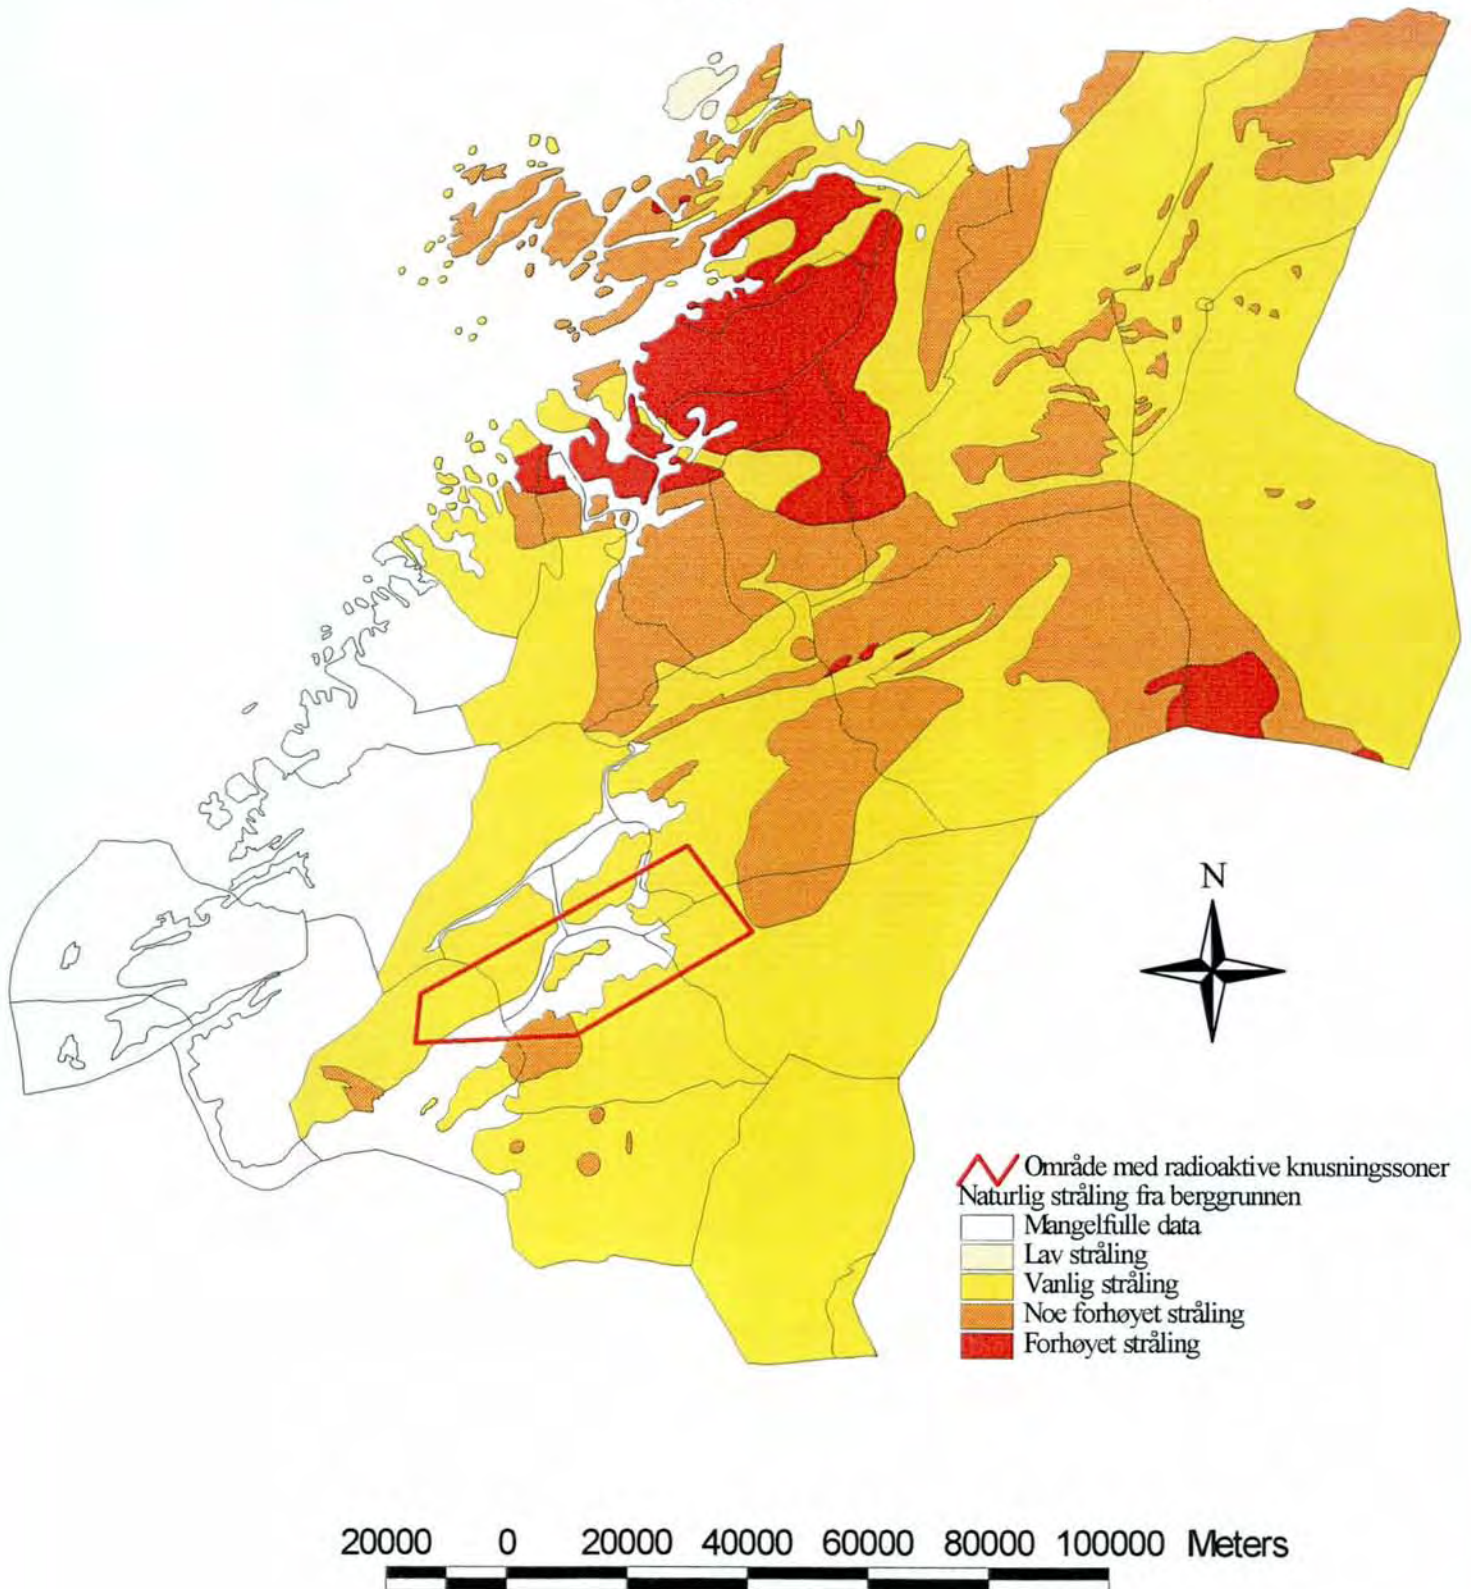 N
Område med radioaktive knusningssoner
Naturlig stråling fra berggrunnen
Mangelfulle data
Lav stråling
Vanlig stråling
Noe forhøyet stråling
Forhøyet stråling
20000 0 20000 40000 60000 80000 100000 Meters